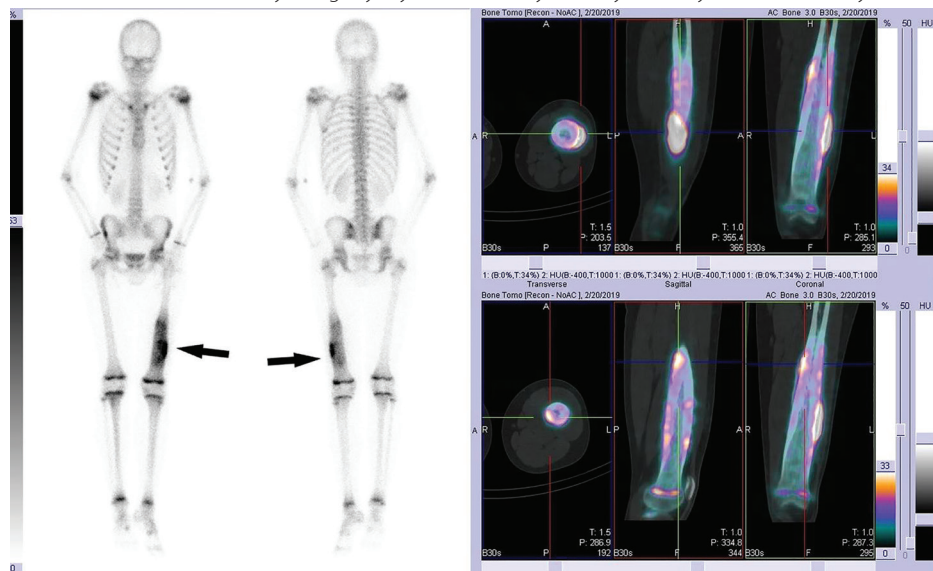 %
53
0
Bone Tomo [Recon - NoAC ], 2/20/2019
AC Bone 3.0 B30s, 2/20/2019
% 50 HU
A
H
H
A R
L P
A R
L
34
0
0
T: 1.5
P: 203.5
B30s P 137
T: 1.0
P: 355.4
F 365
T: 1.0
P: 285.1
B30s F 293
1: (B:0%,T:34%) 2: HU(B:-400,T:1000
1: (B:0%,T:34%) 2: HU(B:-400,T:1000
1: (B:0%,T:34%) 2: HU(B:-400,T:1000
Transverse
Sagittal
Coronal
Bone Tomo [Recon - NoAC ], 2/20/2019
AC Bone 3.0 B30s, 2/20/2019
% 50 HU
A
H
H
A R
L P
A R
L
33
0
0
T: 1.5
P: 286.9
B30s P 192
T: 1.0
P: 334.8
B30s F 344
T: 1.0
P: 287.3
B30s F 295